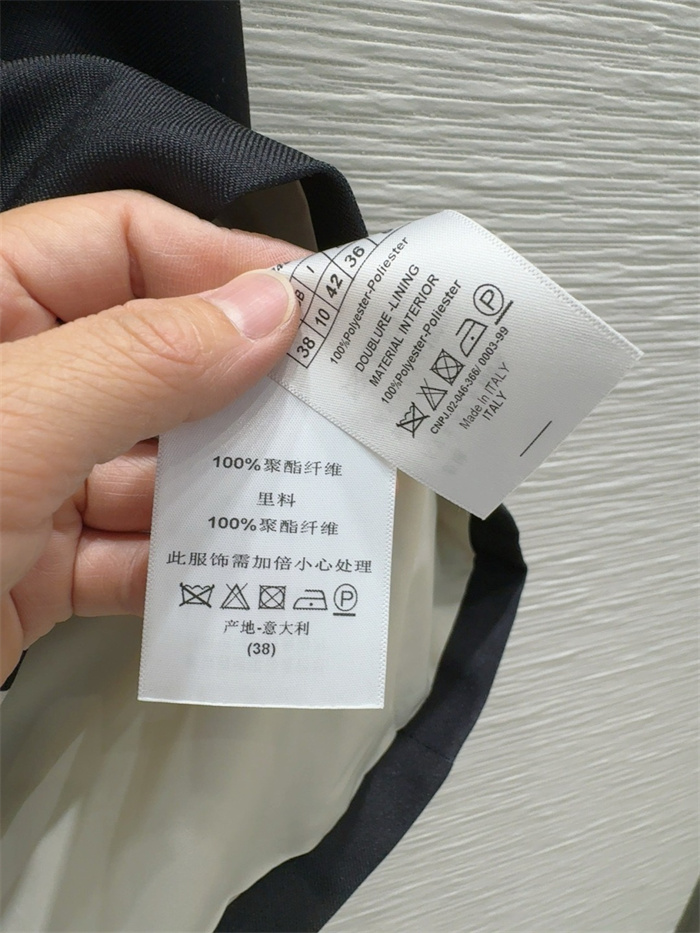 B I
38 10 42 36
100%Polyester-Poliester
DOUBLURE -LINING
MATERIAL INTERIOR
100%Polyester-Poliester
P
CNPJ.02-046-366/ 0003-99
Made in ITALY
ITALY
100%聚酯纤维
里料
100%聚酯纤维
此服饰需加倍小心处理
P
产地-意大利
(38)